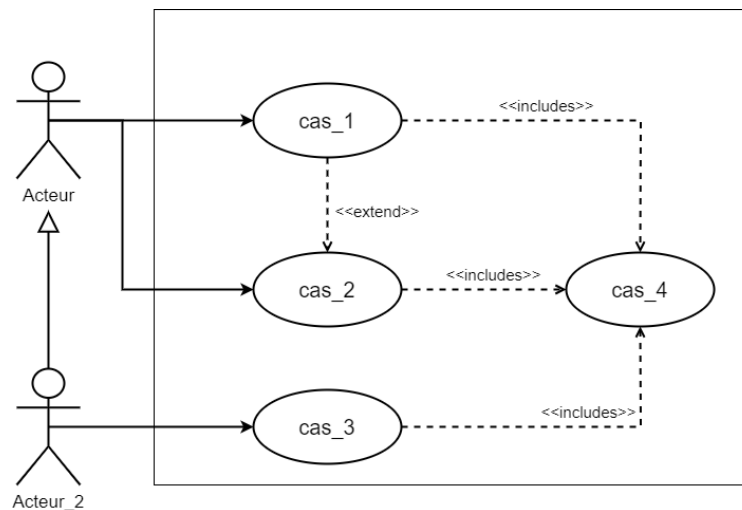 cas_1
<<includes>>
Acteur
<<extend>>
cas_2
<<includes>>
cas_4
cas_3
<<includes>>
Acteur_2